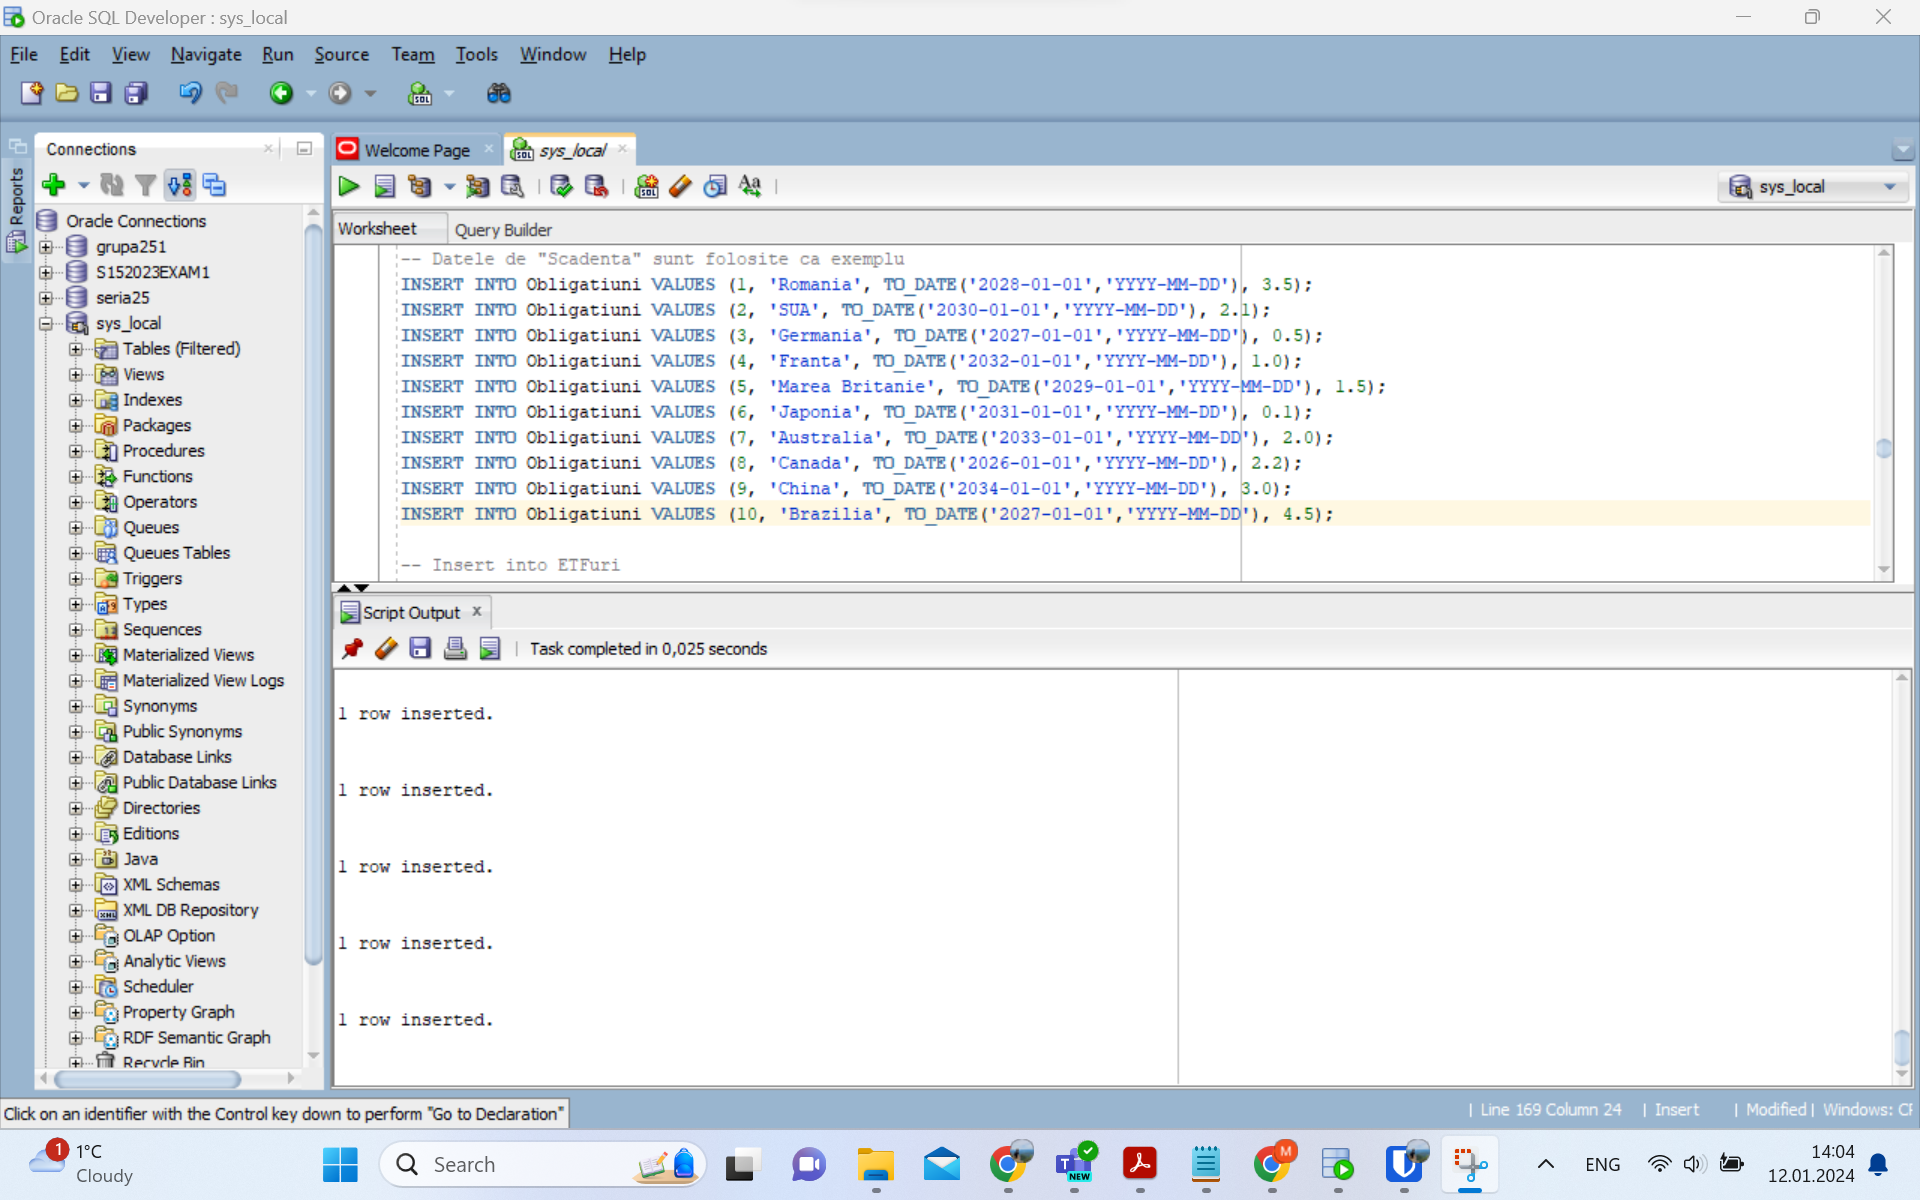 Oracle SQL Developer : sys_local
File Edit View Navigate Run Source Team Tools Window Help
Reports
Connections
Oracle Connections
grupa251
S152023EXAM1
seria25
sys_local
Tables (Filtered)
Views
Indexes
Packages
Procedures
Functions
Operators
Queues
Queues Tables
Triggers
Types
Sequences
Materialized Views
Materialized View Logs
Synonyms
Public Synonyms
Database Links
Public Database Links
Directories
Editions
Java
XML Schemas
XML DB Repository
OLAP Option
Analytic Views
Scheduler
Property Graph
RDF Semantic Graph
Recycle Bin
Welcome Page
sys_local
sys_local
Worksheet
Query Builder
-- Datele de "Scadenta" sunt folosite ca exemplu
INSERT INTO Obligatiuni VALUES (1, 'Romania', TO_DATE('2028-01-01','YYYY-MM-DD'), 3.5);
INSERT INTO Obligatiuni VALUES (2, 'SUA', TO_DATE('2030-01-01','YYYY-MM-DD'), 2.1);
INSERT INTO Obligatiuni VALUES (3, 'Germania', TO_DATE('2027-01-01','YYYY-MM-DD'), 0.5);
INSERT INTO Obligatiuni VALUES (4, 'Franta', TO_DATE('2032-01-01','YYYY-MM-DD'), 1.0);
INSERT INTO Obligatiuni VALUES (5, 'Marea Britanie', TO_DATE('2029-01-01','YYYY-MM-DD'), 1.5);
INSERT INTO Obligatiuni VALUES (6, 'Japonia', TO_DATE('2031-01-01','YYYY-MM-DD'), 0.1);
INSERT INTO Obligatiuni VALUES (7, 'Australia', TO_DATE('2033-01-01','YYYY-MM-DD'), 2.0);
INSERT INTO Obligatiuni VALUES (8, 'Canada', TO_DATE('2026-01-01','YYYY-MM-DD'), 2.2);
INSERT INTO Obligatiuni VALUES (9, 'China', TO_DATE('2034-01-01','YYYY-MM-DD'), 3.0);
INSERT INTO Obligatiuni VALUES (10, 'Brazilia', TO_DATE('2027-01-01','YYYY-MM-DD'), 4.5);
-- Insert into ETFuri
Script Output
Task completed in 0,025 seconds
1 row inserted.
1 row inserted.
1 row inserted.
1 row inserted.
1 row inserted.
Click on an identifier with the Control key down to perform "Go to Declaration"
Line 169 Column 24
Insert
Modified
Windows: CR
1
1°C
Cloudy
Search
NEW
M
ENG
14:04
12.01.2024